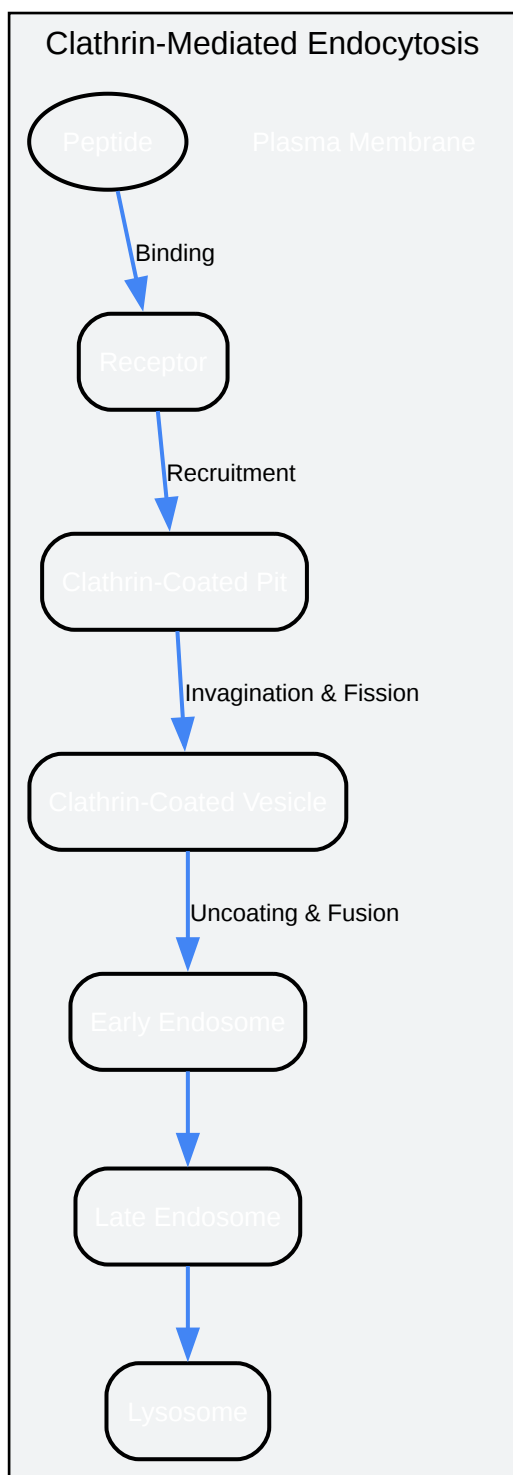 Clathrin-Mediated Endocytosis
Peptide
Plasma Membrane
Binding
Receptor
Recruitment
Clathrin-Coated Pit
Invagination & Fission
Clathrin-Coated Vesicle
Uncoating & Fusion
Early Endosome
Late Endosome
Lysosome